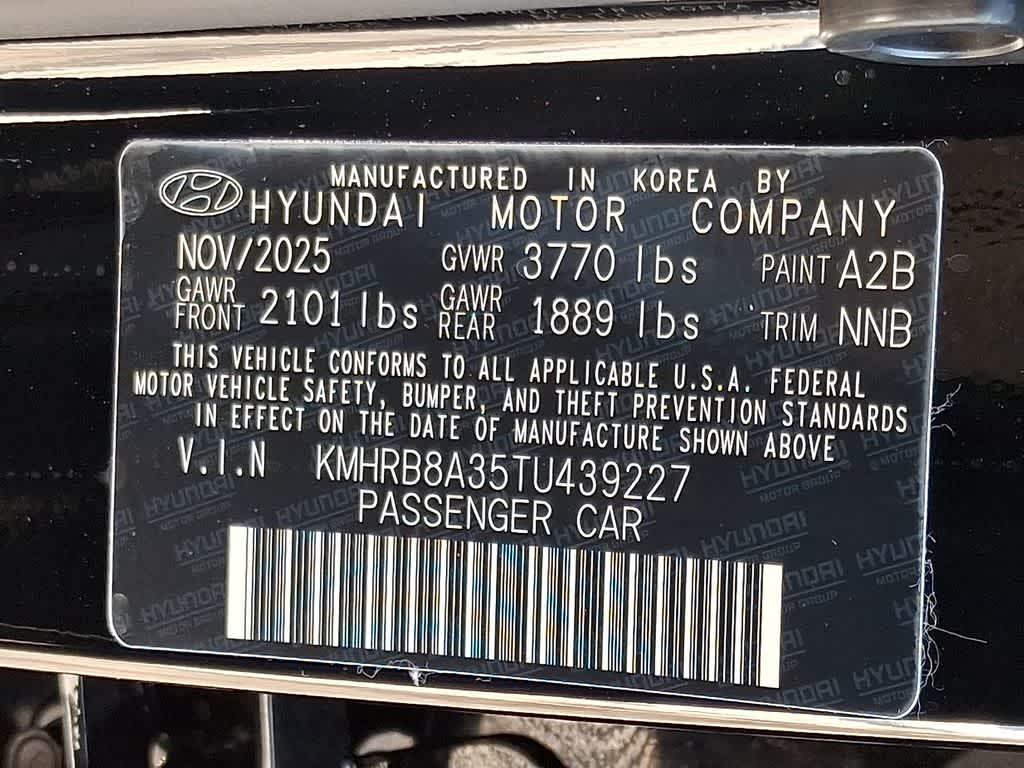 MANUFACTURED IN KOREA BY
HYUNDAI MOTOR COMPANY
NOV/2025 GVWR 3770 lbs PAINT A2B
GAWR FRONT 2101 lbs GAWR REAR 1889 lbs TRIM NNB
THIS VEHICLE CONFORMS TO ALL APPLICABLE U.S.A. FEDERAL
MOTOR VEHICLE SAFETY, BUMPER, AND THEFT PREVENTION STANDARDS
IN EFFECT ON THE DATE OF MANUFACTURE SHOWN ABOVE
V.I.N KMHRB8A35TU439227
PASSENGER CAR